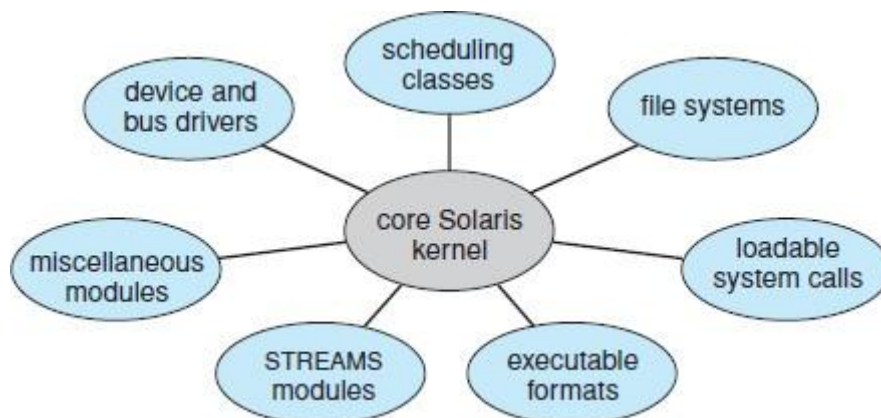 scheduling
classes
device and
bus drivers
file systems
core Solaris
kernel
miscellaneous
modules
loadable
system calls
STREAMS
modules
executable
formats